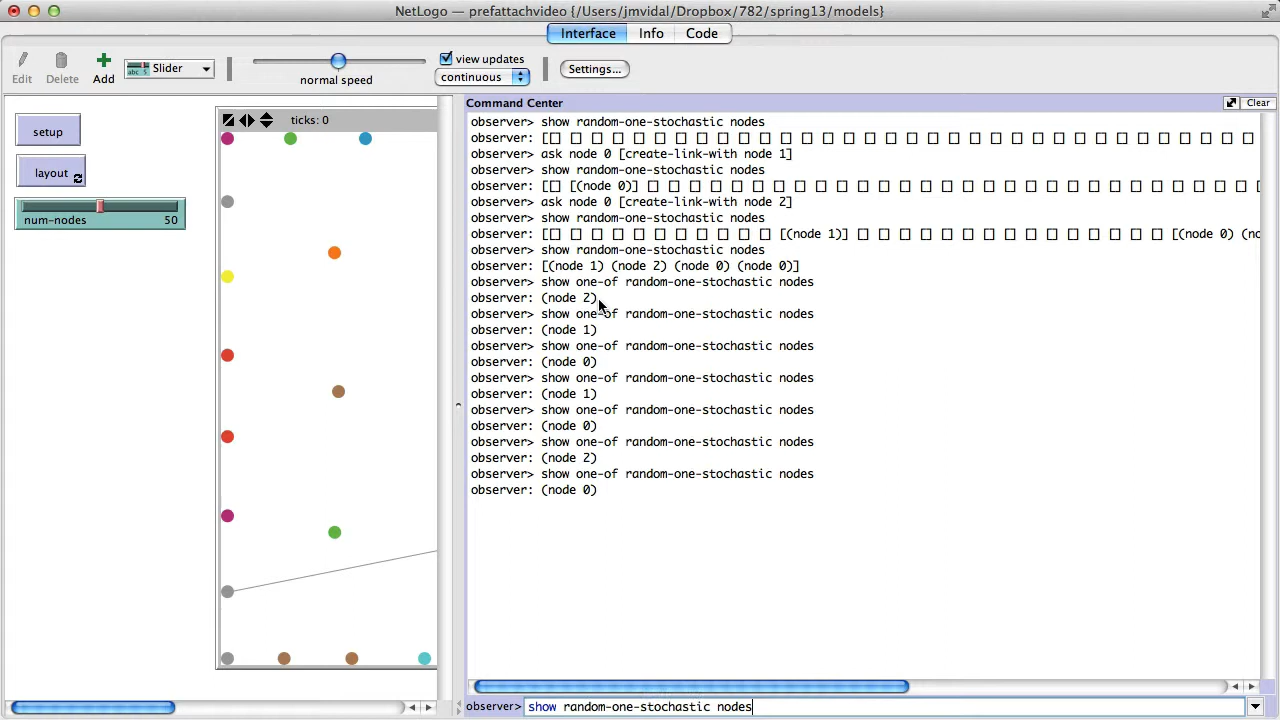 NetLogo — prefattachvideo {/Users/jmvidal/Dropbox/782/spring13/models}
Interface Info Code
Edit Delete Add Slider normal speed view updates continuous Settings...
Command Center Clear
setup
layout
num-nodes 50
ticks: 0
observer> show random-one-stochastic nodes
observer: [[] [] [] [] [] [] [] [] [] [] [] [] [] [] [] [] [] [] [] [] [] [] [] [] [] [] [] [] [] [] [] [] [] []
observer> ask node 0 [create-link-with node 1]
observer> show random-one-stochastic nodes
observer: [[] [(node 0)] [] [] [] [] [] [] [] [] [] [] [] [] [] [] [] [] [] [] [] [] [] [] [] [] [] [] [] [] [
observer> ask node 0 [create-link-with node 2]
observer> show random-one-stochastic nodes
observer: [[] [] [] [] [] [] [] [] [] [] [] [(node 1)] [] [] [] [] [] [] [] [] [] [] [] [] [] [] [] [(node 0) (no
observer> show random-one-stochastic nodes
observer: [(node 1) (node 2) (node 0) (node 0)]
observer> show one-of random-one-stochastic nodes
observer: (node 2)
observer> show one-of random-one-stochastic nodes
observer: (node 1)
observer> show one-of random-one-stochastic nodes
observer: (node 0)
observer> show one-of random-one-stochastic nodes
observer: (node 1)
observer> show one-of random-one-stochastic nodes
observer: (node 0)
observer> show one-of random-one-stochastic nodes
observer: (node 2)
observer> show one-of random-one-stochastic nodes
observer: (node 0)
observer> show random-one-stochastic nodes